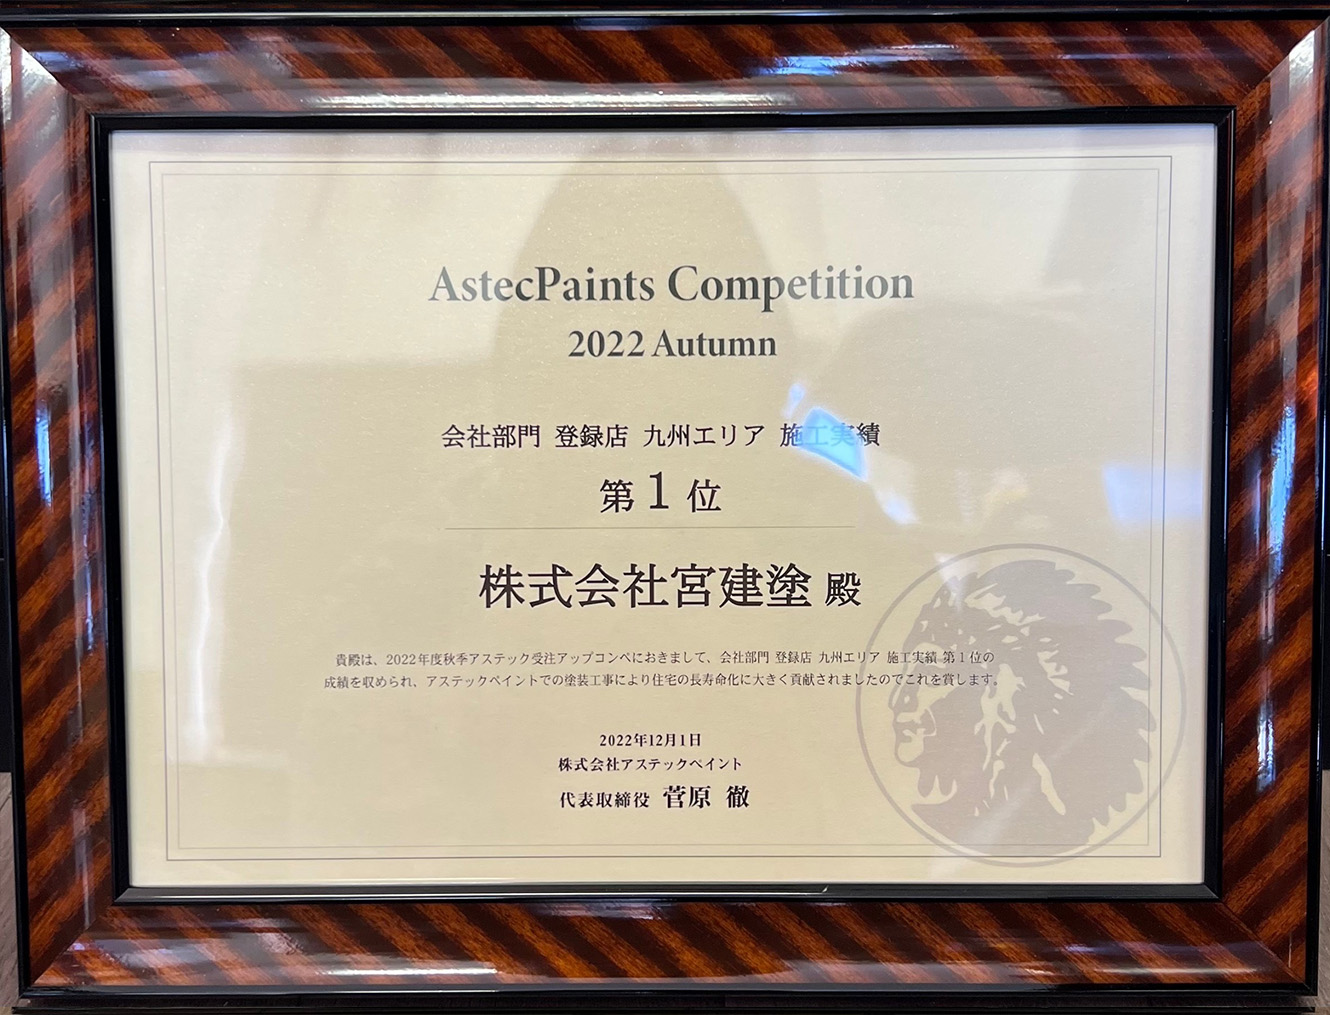 AstecPaints Competition
2022 Autumn
会社部門 登録店 九州エリア 施工実績
第1位
株式会社宮建塗 殿
貴殿は、2022年度秋季アステック受注アップコンペにおきまして、会社部門 登録店 九州エリア 施工実績 第1位の
成績を収められ、アステックペイントでの塗装工事により住宅の長寿命化に大きく貢献されましたのでこれを賞します。
2022年12月1日
株式会社アステックペイント
代表取締役 菅原 徹